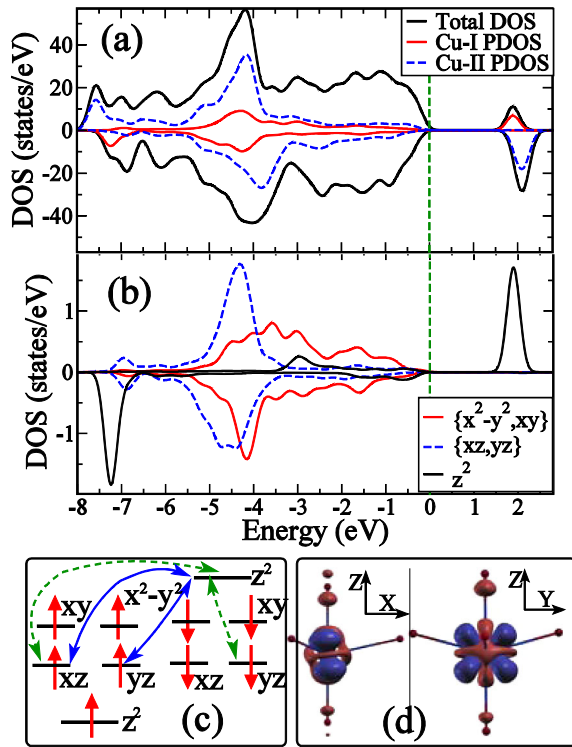 (a)
Total DOS
Cu-I PDOS
Cu-II PDOS
DOS (states/eV)
40
20
0
-20
-40
(b)
DOS (states/eV)
1
0
-1
{x²-y²,xy}
{xz,yz}
z²
-8 -7 -6 -5 -4 -3 -2 -1 0 1 2
Energy (eV)
z²
xy x²-y² xy
xz yz xz yz
z²
(c)
Z X
Z Y
(d)